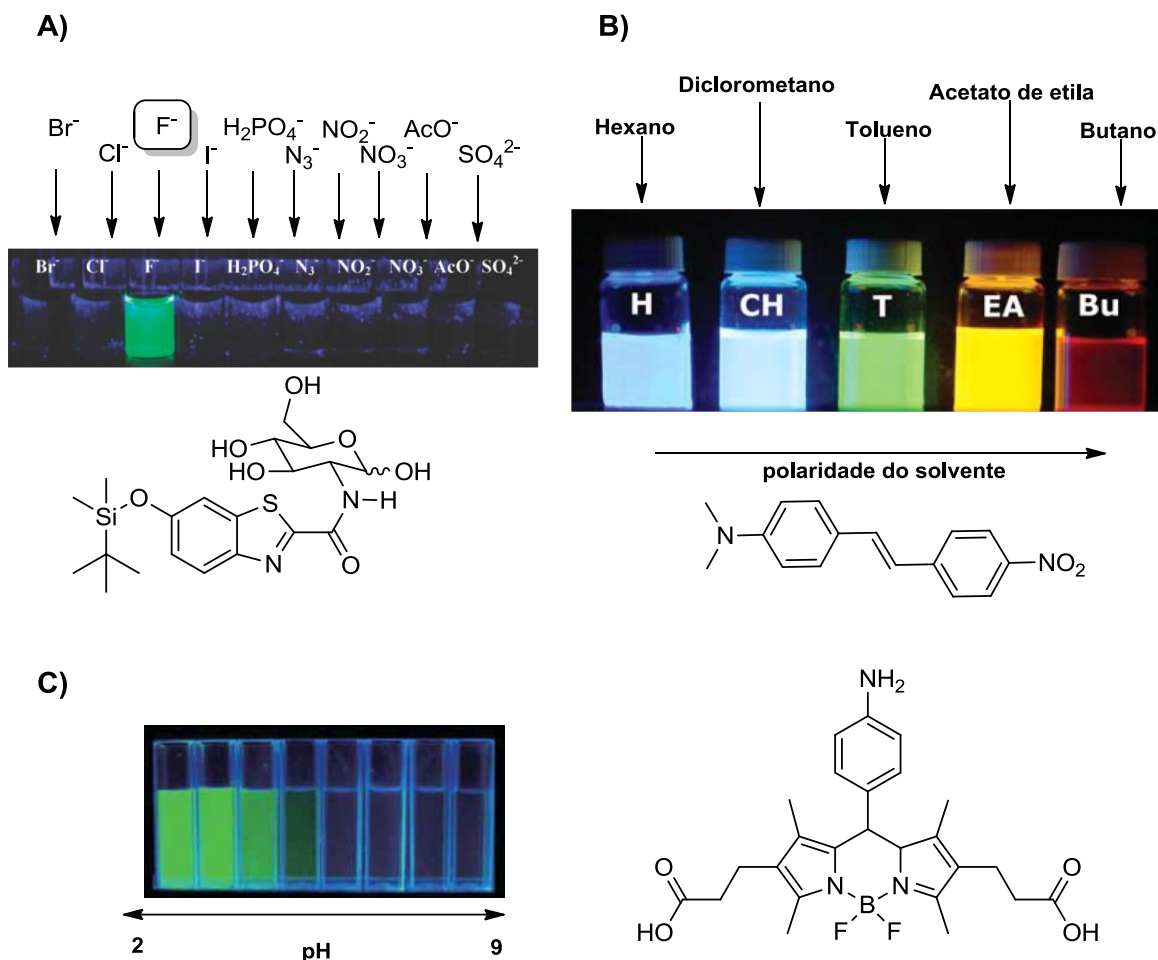 A)
Br⁻ Cl⁻ F⁻ I⁻ H₂PO₄⁻ N₃⁻ NO₂⁻ NO₃⁻ AcO⁻ SO₄²⁻
Br⁻ Cl⁻ F⁻ I⁻ H₂PO₄⁻ N₃⁻ NO₂⁻ NO₃⁻ AcO⁻ SO₄²⁻
OH
HO
O
HO
OH
O
S
N–H
Si
N
O
B)
Diclorometano
Acetato de etila
Hexano
Tolueno
Butano
H CH T EA Bu
polaridade do solvente
N
NO₂
C)
2 pH 9
NH₂
O
O
N
N
B
HO
F F
OH